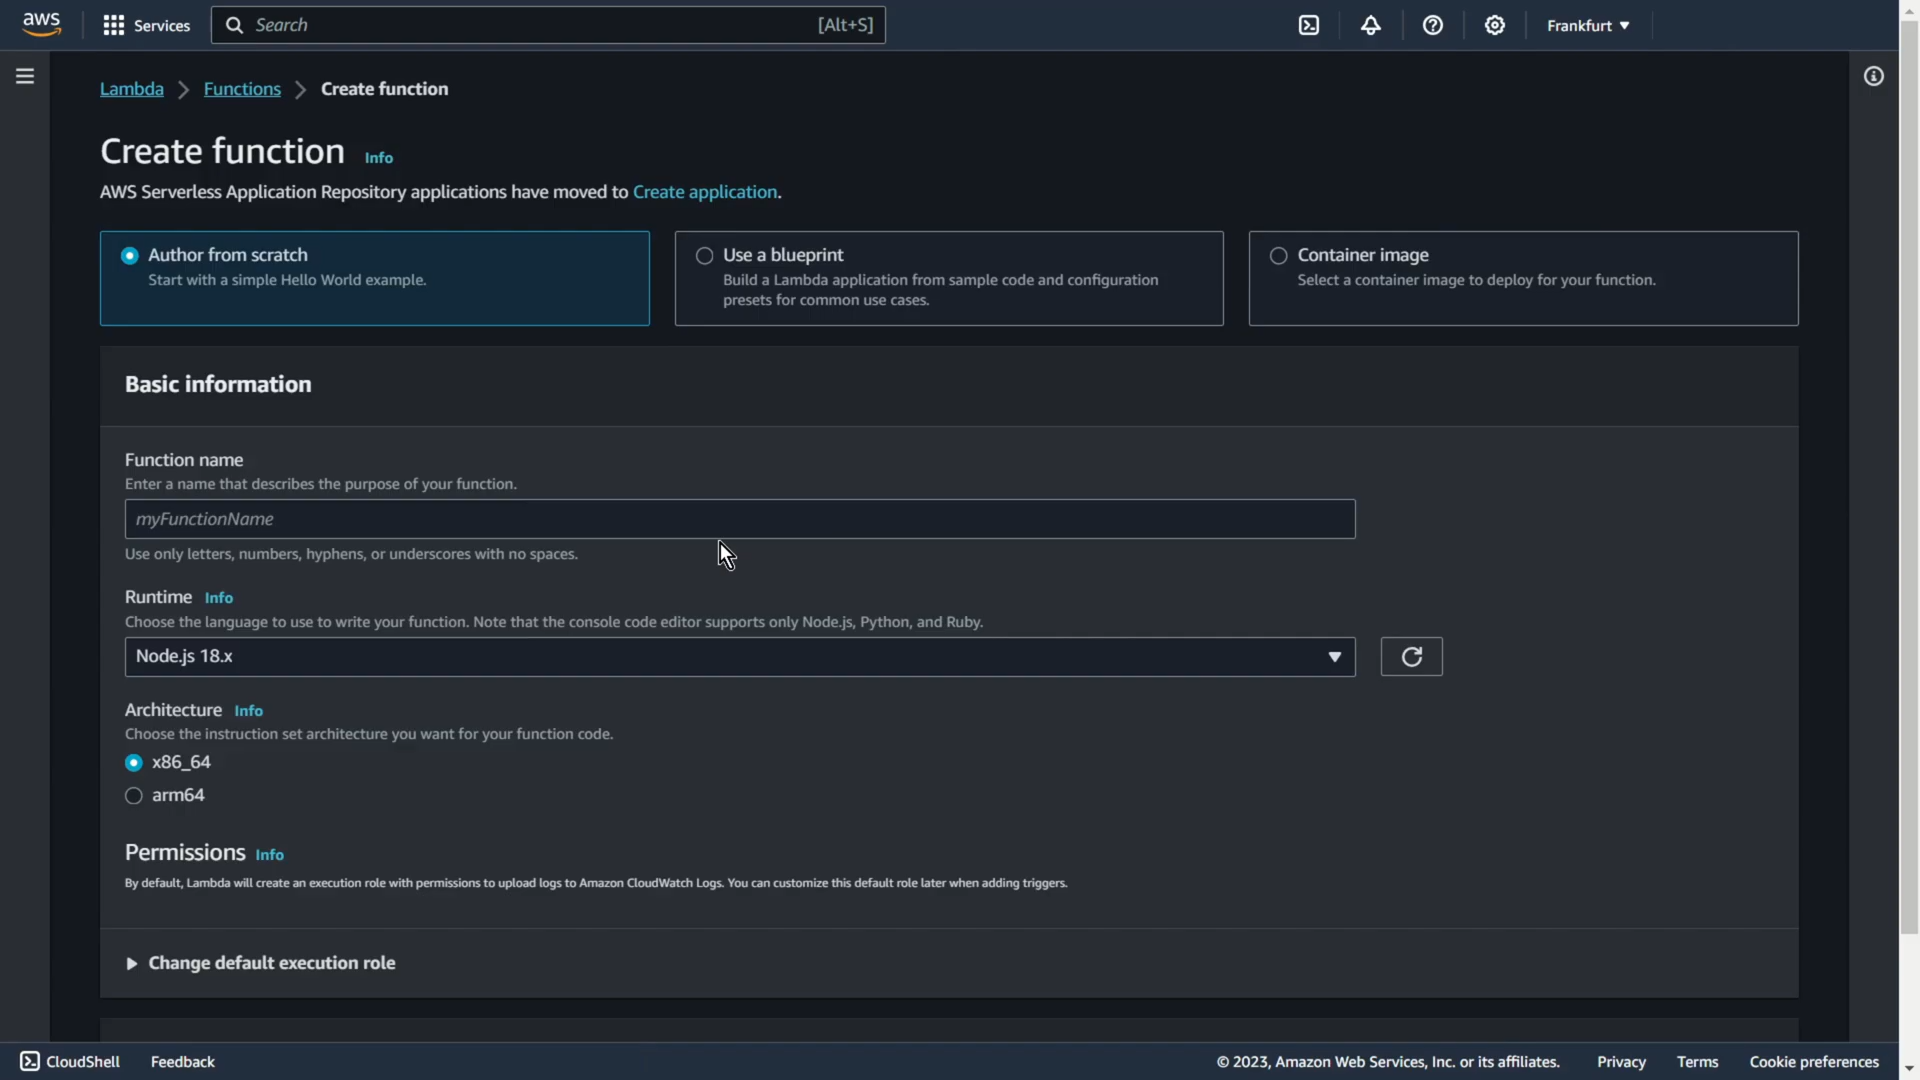 aws
Services
Search
[Alt+S]
Frankfurt
Lambda
Functions
Create function
Create function
Info
AWS Serverless Application Repository applications have moved to Create application.
Author from scratch
Start with a simple Hello World example.
Use a blueprint
Build a Lambda application from sample code and configuration
presets for common use cases.
Container image
Select a container image to deploy for your function.
Basic information
Function name
Enter a name that describes the purpose of your function.
myFunctionName
Use only letters, numbers, hyphens, or underscores with no spaces.
Runtime Info
Choose the language to use to write your function. Note that the console code editor supports only Node.js, Python, and Ruby.
Node.js 18.x
Architecture Info
Choose the instruction set architecture you want for your function code.
x86_64
arm64
Permissions Info
By default, Lambda will create an execution role with permissions to upload logs to Amazon CloudWatch Logs. You can customize this default role later when adding triggers.
Change default execution role
CloudShell
Feedback
© 2023, Amazon Web Services, Inc. or its affiliates.
Privacy
Terms
Cookie preferences